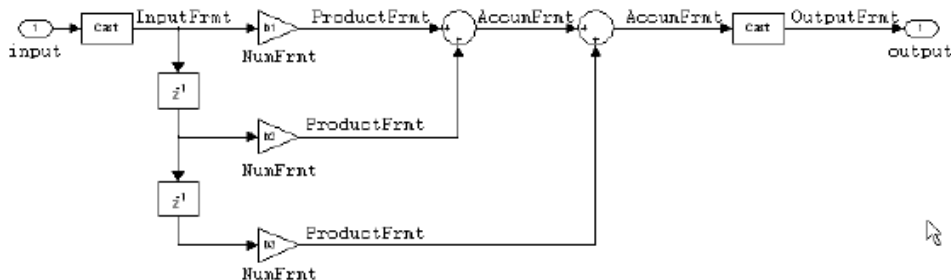 InputFrmt
ProductFrmt
AccumFrmt
AccumFrmt
OutputFrmt
1
Cast
b1
+
+
+
+
Cast
1
input
NumFrmt
output
z-1
b2
ProductFrmt
NumFrmt
z-1
b3
ProductFrmt
NumFrmt